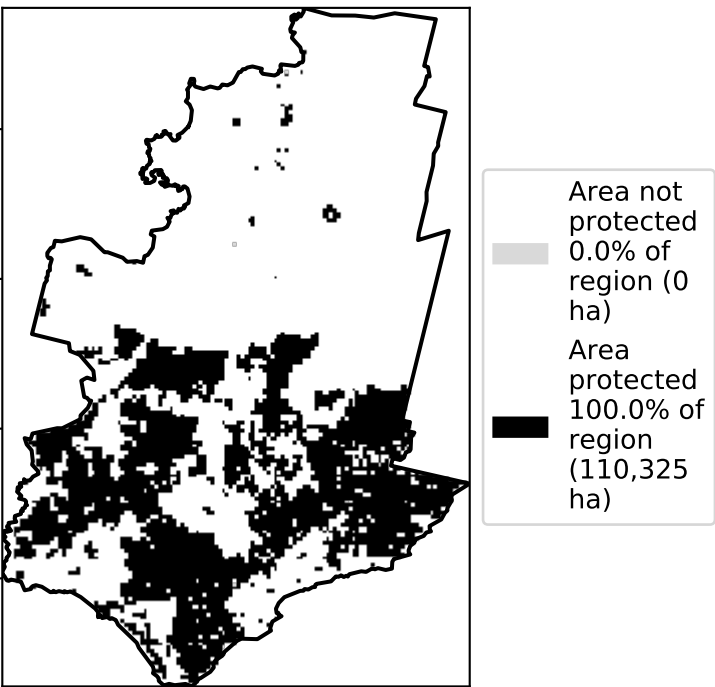 Area not
protected
0.0% of
region (0
ha)
Area
protected
100.0% of
region
(110,325
ha)